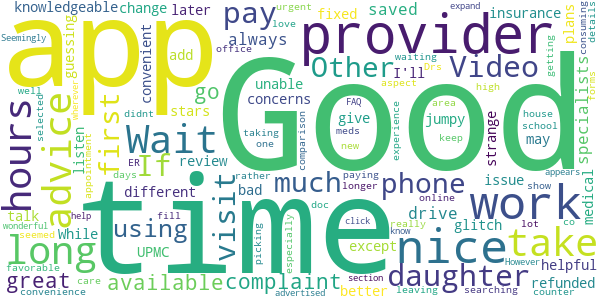 knowledgeable change later pay insurance love urgent expand
Seemingly guessing convenient add always fixed saved plans details
app Good provider
office waiting Drs consuming getting
hours advice first go unable Other Video I'll
concerns give FAQ aspect high forms specialists
well selected didnt stars taking one meds jumpy area house school
Wait If listen ER review comparison new experience keep strange may medical
wherever appointment days different rather bad much paying longer phone issue show appears
time nice work take
long talk help fill using UPMC While visit doc click online really drive glitch lot co
wonderful seemed except know However helpful
favorable great care available complaint picking especially daughter section searching refunded
convenience advertised better leaving counter